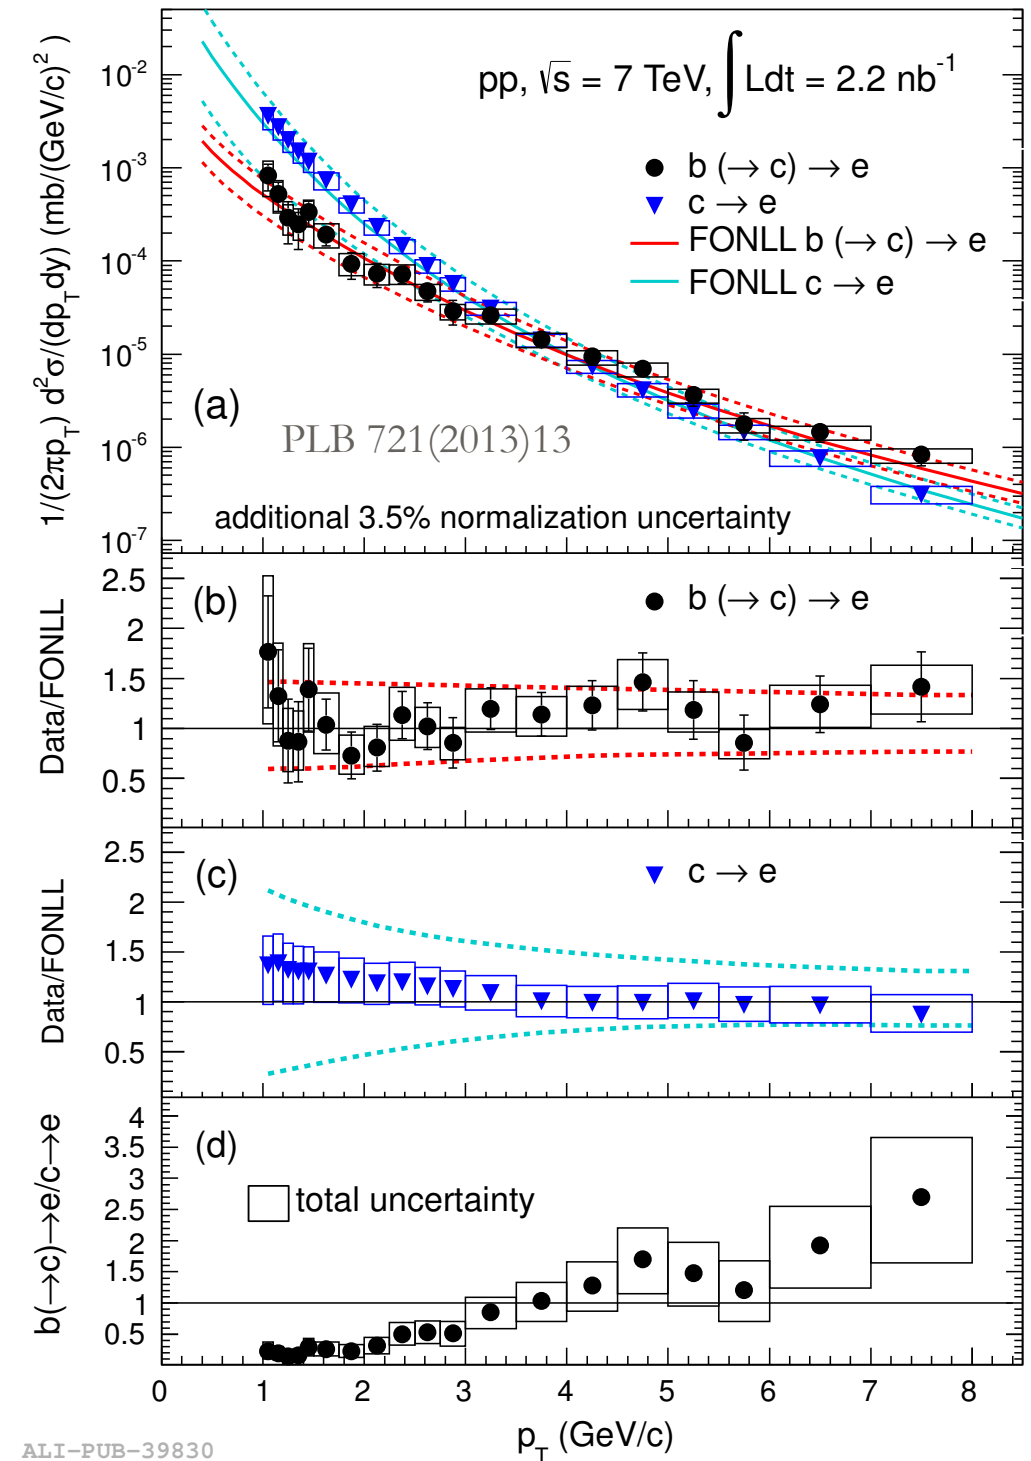 1/(2πp_T) d²σ/(dp_Tdy) (mb/(GeV/c)²)
10⁻²
10⁻³
10⁻⁴
10⁻⁵
10⁻⁶
10⁻⁷
pp, √s = 7 TeV, ∫ Ldt = 2.2 nb⁻¹
b (→ c) → e
c → e
FONLL b (→ c) → e
FONLL c → e
(a)
PLB 721(2013)13
additional 3.5% normalization uncertainty
Data/FONLL
2.5
2
1.5
1
0.5
(b)
b (→ c) → e
Data/FONLL
2.5
2
1.5
1
0.5
(c)
c → e
b(→c)→e/c→e
4
3.5
3
2.5
2
1.5
1
0.5
(d)
total uncertainty
0 1 2 3 4 5 6 7 8
p_T (GeV/c)
ALI-PUB-39830